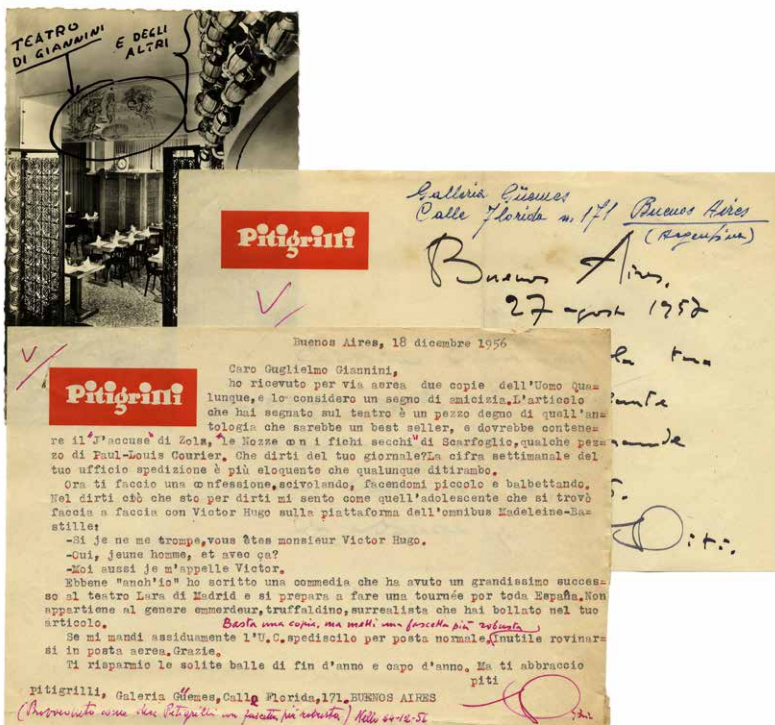 TEATRO
DI GIANNINI
E DEGLI
ALTRI
Galleria Güemes
Calle Florida n. 171 Buenos Aires
(Argentina)
Pitigrilli
Buenos Aires,
27 agosto 1957
la tua
Piti.
Buenos Aires, 18 dicembre 1956
Pitigrilli
Caro Guglielmo Giannini,
ho ricevuto per via aerea due copie dell'Uomo Qua=
lunque, e lo considero un segno di amicizia. L'articolo
che hai segnato sul teatro è un pezzo degno di quell'an=
tologia che sarebbe un best seller, e dovrebbe contene=
re il "J'accuse" di Zola, "le Nozze con i fichi secchi" di Scarfoglio, qualche pez=
zo di Paul-Louis Courier. Che dirti del tuo giornale? La cifra settimanale del
tuo ufficio spedizione è più eloquente che qualunque ditirambo.
Ora ti faccio una confessione, scivolando, facendomi piccolo e balbettando.
Nel dirti ciò che sto per dirti mi sento come quell'adolescente che si trovò
faccia a faccia con Victor Hugo sulla piattaforma dell'omnibus Madeleine-Ba=
stille:
-Si je ne me trompe, vous êtes monsieur Victor Hugo.
-Oui, jeune homme, et avec ça?
-Moi aussi je m'appelle Victor.
Ebbene "anch'io" ho scritto una commedia che ha avuto un grandissimo succes=
so al teatro Lara di Madrid e si prepara a fare una tournée por toda España. Non
appartiene al genere emmerdeur, truffaldino, surrealista che hai bollato nel tuo
articolo.
Basta una copia, ma metti una fascetta più robusta
Se mi mandi assiduamente l'U.C. spediscilo per posta normale. Inutile rovinar=
si in posta aerea. Grazie.
Ti risparmio le solite balle di fin d'anno e capo d'anno. Ma ti abbraccio
piti
Pitigrilli, Galeria Güemes, Calle Florida, 171. BUENOS AIRES
Pitigrilli un fascetta più robusta)